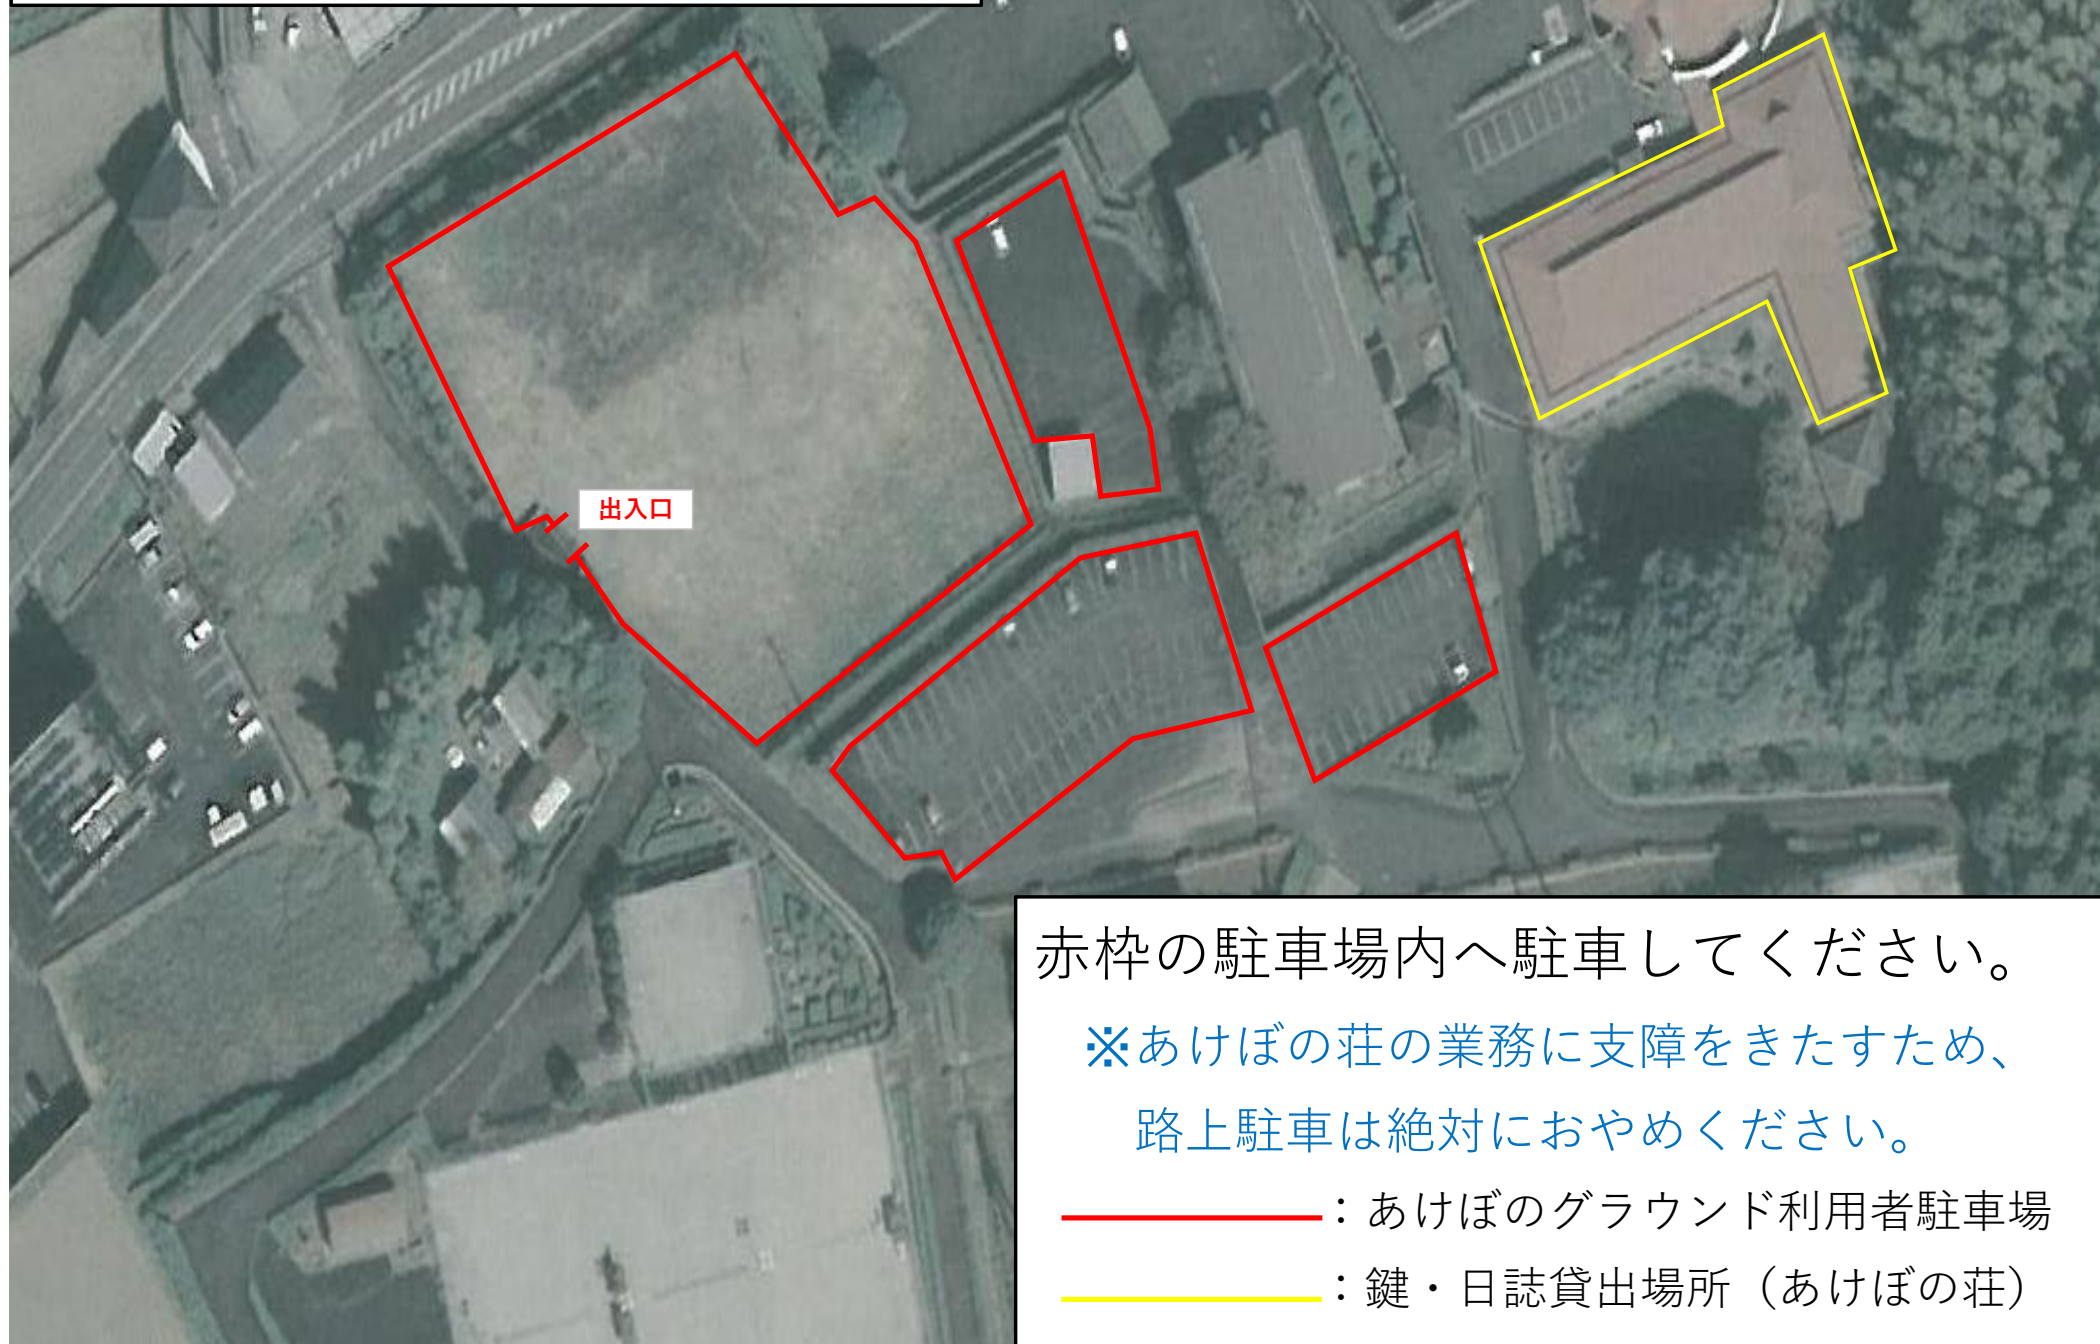 出入口
赤枠の駐車場内へ駐車してください。
※あけぼの荘の業務に支障をきたすため、
路上駐車は絶対におやめください。
：あけぼのグラウンド利用者駐車場
：鍵・日誌貸出場所（あけぼの荘）